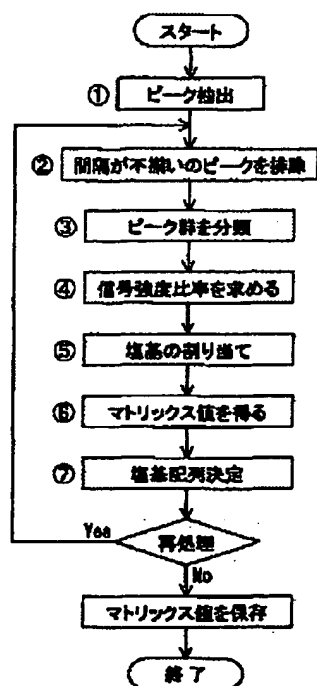 スタート
① ピーク抽出
② 間隔が不揃いのピークを排除
③ ピーク群を分類
④ 信号強度比率を求める
⑤ 塩基の割り当て
⑥ マトリックス値を得る
⑦ 塩基配列決定
再処理
Yes
No
マトリックス値を保存
終了